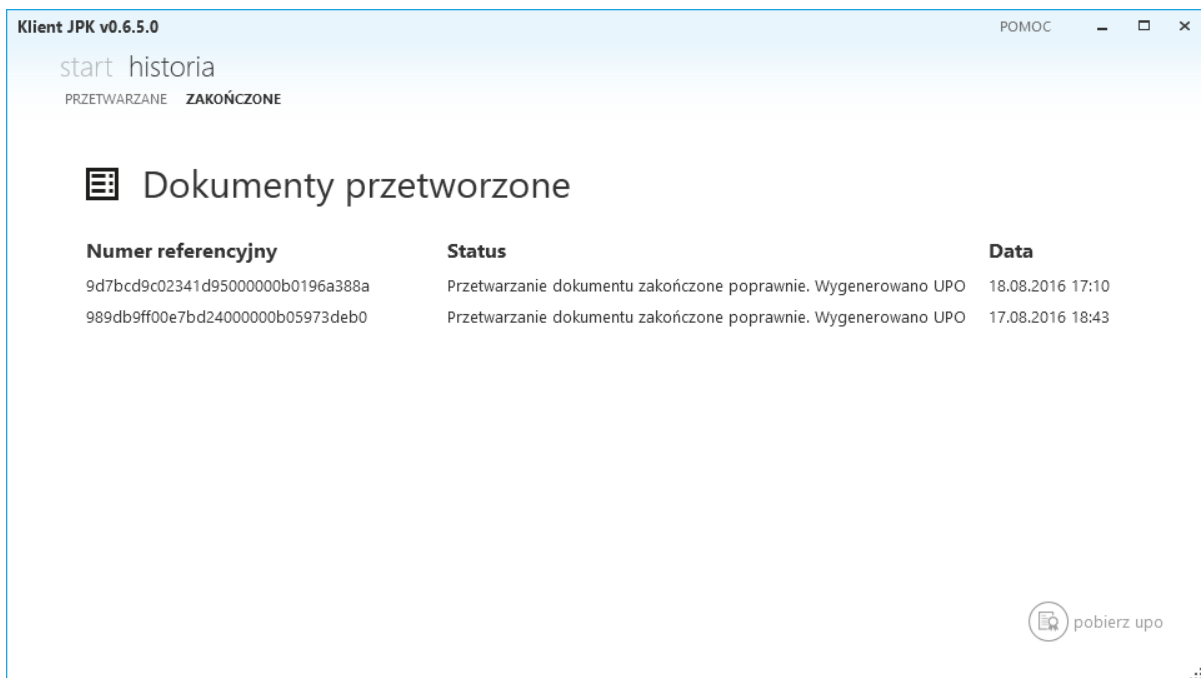 Klient JPK v0.6.5.0 POMOC
start historia
PRZETWARZANE ZAKOŃCZONE
Dokumenty przetworzone
Numer referencyjny Status Data
9d7bcd9c02341d95000000b0196a388a Przetwarzanie dokumentu zakończone poprawnie. Wygenerowano UPO 18.08.2016 17:10
989db9ff00e7bd24000000b05973deb0 Przetwarzanie dokumentu zakończone poprawnie. Wygenerowano UPO 17.08.2016 18:43
pobierz upo